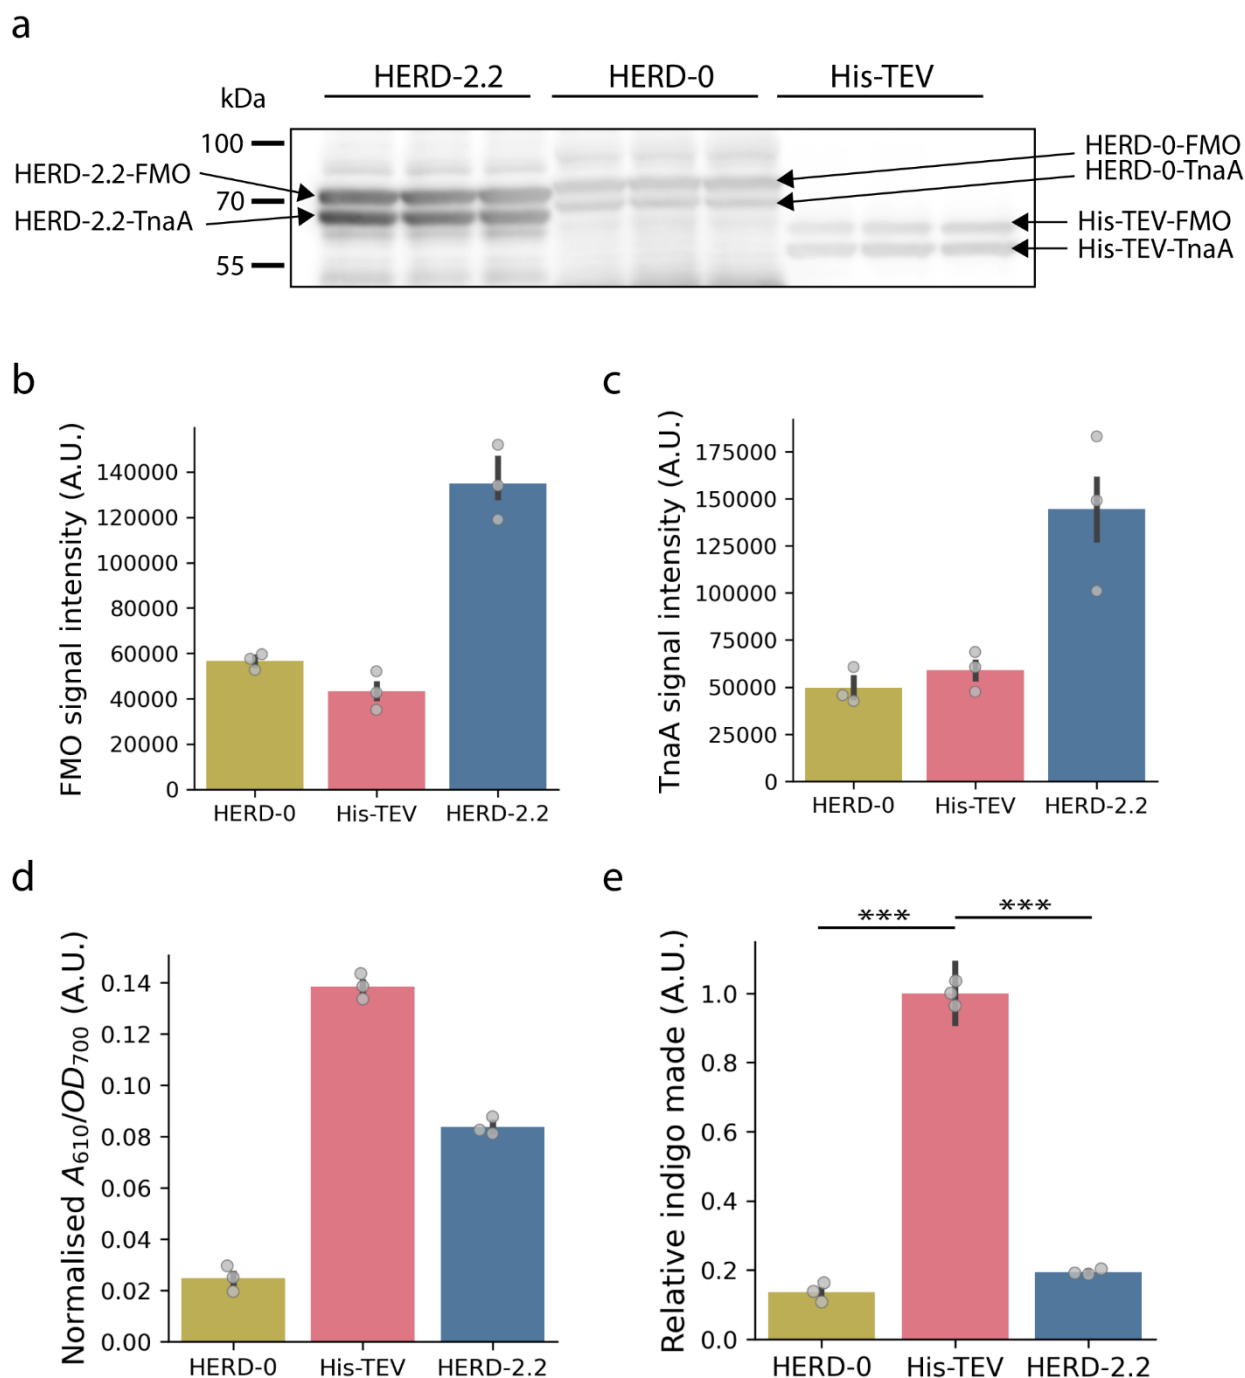 a
HERD-2.2 HERD-0 His-TEV
kDa
100
70
55
HERD-2.2-FMO
HERD-2.2-TnaA
HERD-0-FMO
HERD-0-TnaA
His-TEV-FMO
His-TEV-TnaA
b
FMO signal intensity (A.U.)
140000
120000
100000
80000
60000
40000
20000
0
HERD-0 His-TEV HERD-2.2
c
TnaA signal intensity (A.U.)
175000
150000
125000
100000
75000
50000
25000
0
HERD-0 His-TEV HERD-2.2
d
Normalised A610/OD700 (A.U.)
0.14
0.12
0.10
0.08
0.06
0.04
0.02
0.00
HERD-0 His-TEV HERD-2.2
e
*** ***
Relative indigo made (A.U.)
1.0
0.8
0.6
0.4
0.2
0.0
HERD-0 His-TEV HERD-2.2